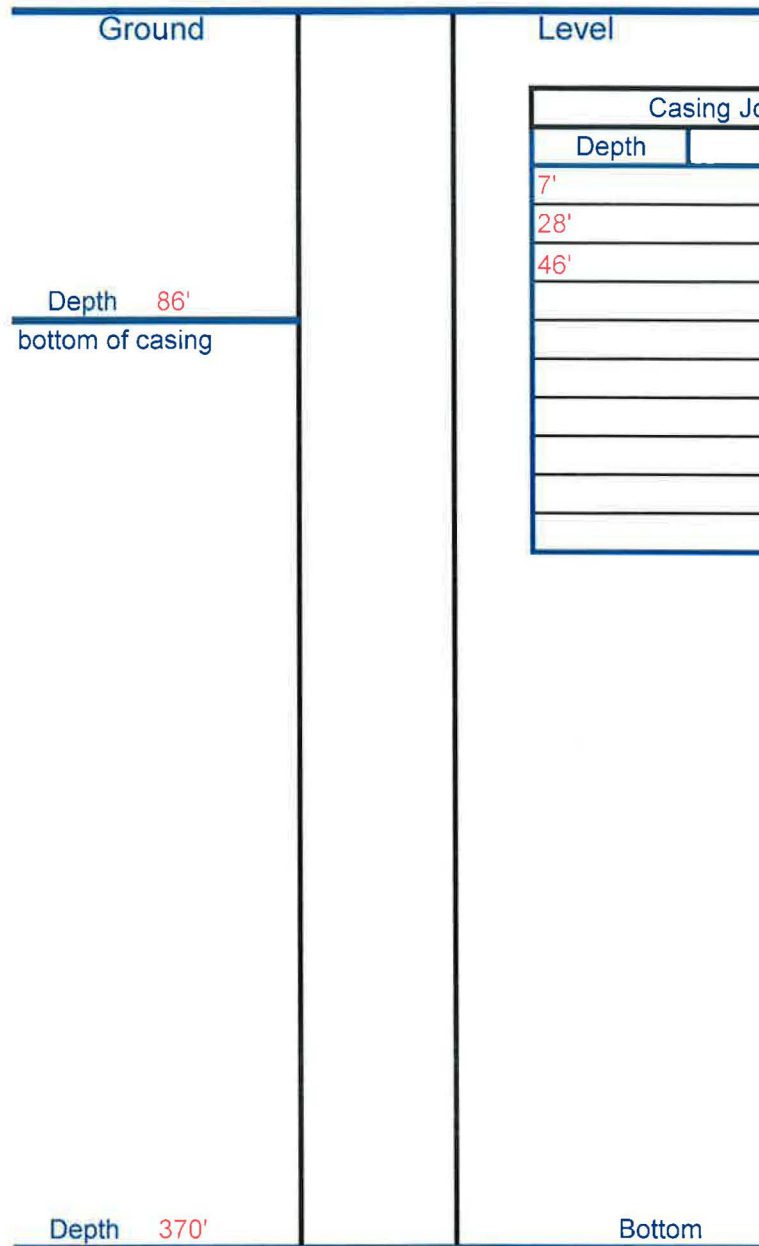 Ground Level
Casing Jo
Depth
7'
28'
46'
Depth 86'
bottom of casing
Depth 370' Bottom